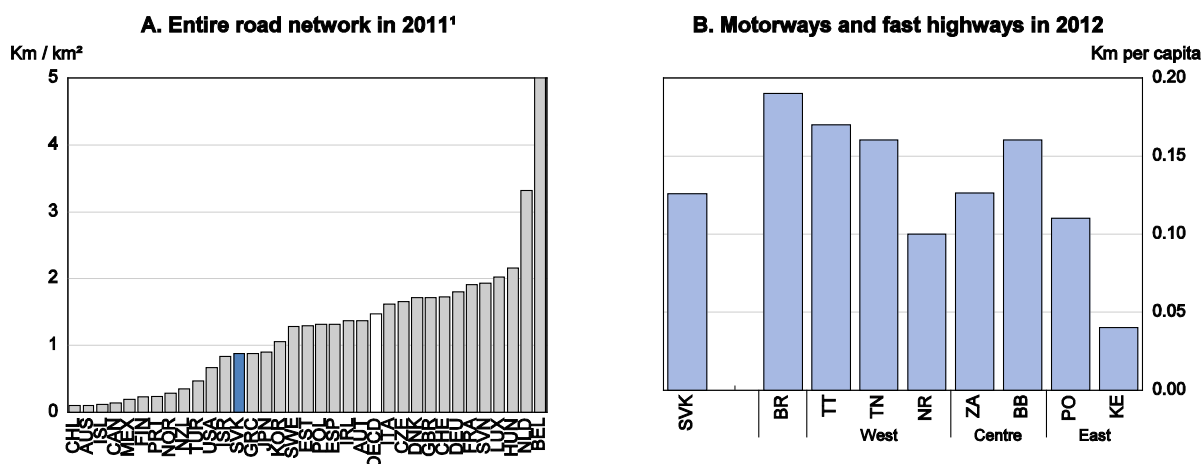 A. Entire road network in 2011¹
Km / km²
5
4
3
2
1
0
CHL
AUS
ISL
CAN
MEX
FIN
PRT
NOR
NZL
TUR
USA
ISR
SVK
GRC
JPN
KOR
SWE
EST
POL
ESP
IRL
AUT
OECD
ITA
CZE
DNK
GBR
CHE
DEU
FRA
SVN
LUX
HUN
NLD
BEL
B. Motorways and fast highways in 2012
Km per capita
0.20
0.15
0.10
0.05
0.00
SVK
BR
TT
TN
NR
ZA
BB
PO
KE
West
Centre
East